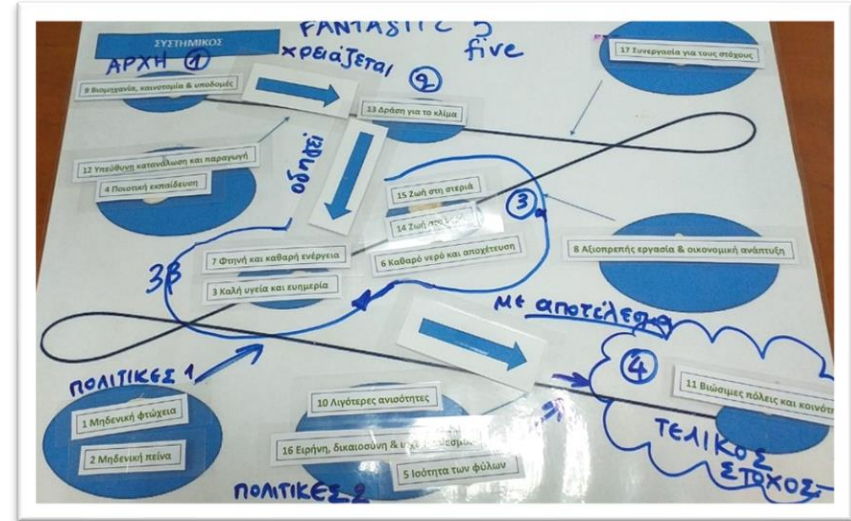 FANTASTIC 5
five
ΣΥΣΤΗΜΙΚΟΣ
ΑΡΧΗ 1
χρειάζεται
17 Συνεργασία για τους στόχους
9 Βιομηχανία, καινοτομία & υποδομές
2
13 Δράση για το κλίμα
οδηγεί
12 Υπεύθυνη κατανάλωση και παραγωγή
4 Ποιοτική εκπαίδευση
15 Ζωή στη στεριά
3α
14 Ζωή στο νερό
6 Καθαρό νερό και αποχέτευση
8 Αξιοπρεπής εργασία & οικονομική ανάπτυξη
7 Φτηνή και καθαρή ενέργεια
3β
3 Καλή υγεία και ευημερία
με αποτέλεσμα
4
ΠΟΛΙΤΙΚΕΣ 1
11 Βιώσιμες πόλεις και κοινότ
10 Λιγότερες ανισότητες
1 Μηδενική φτώχεια
ΤΕΛΙΚΟΣ
ΣΤΟΧΟΣ
16 Ειρήνη, δικαιοσύνη &
2 Μηδενική πείνα
5 Ισότητα των φύλων
ΠΟΛΙΤΙΚΕΣ 2